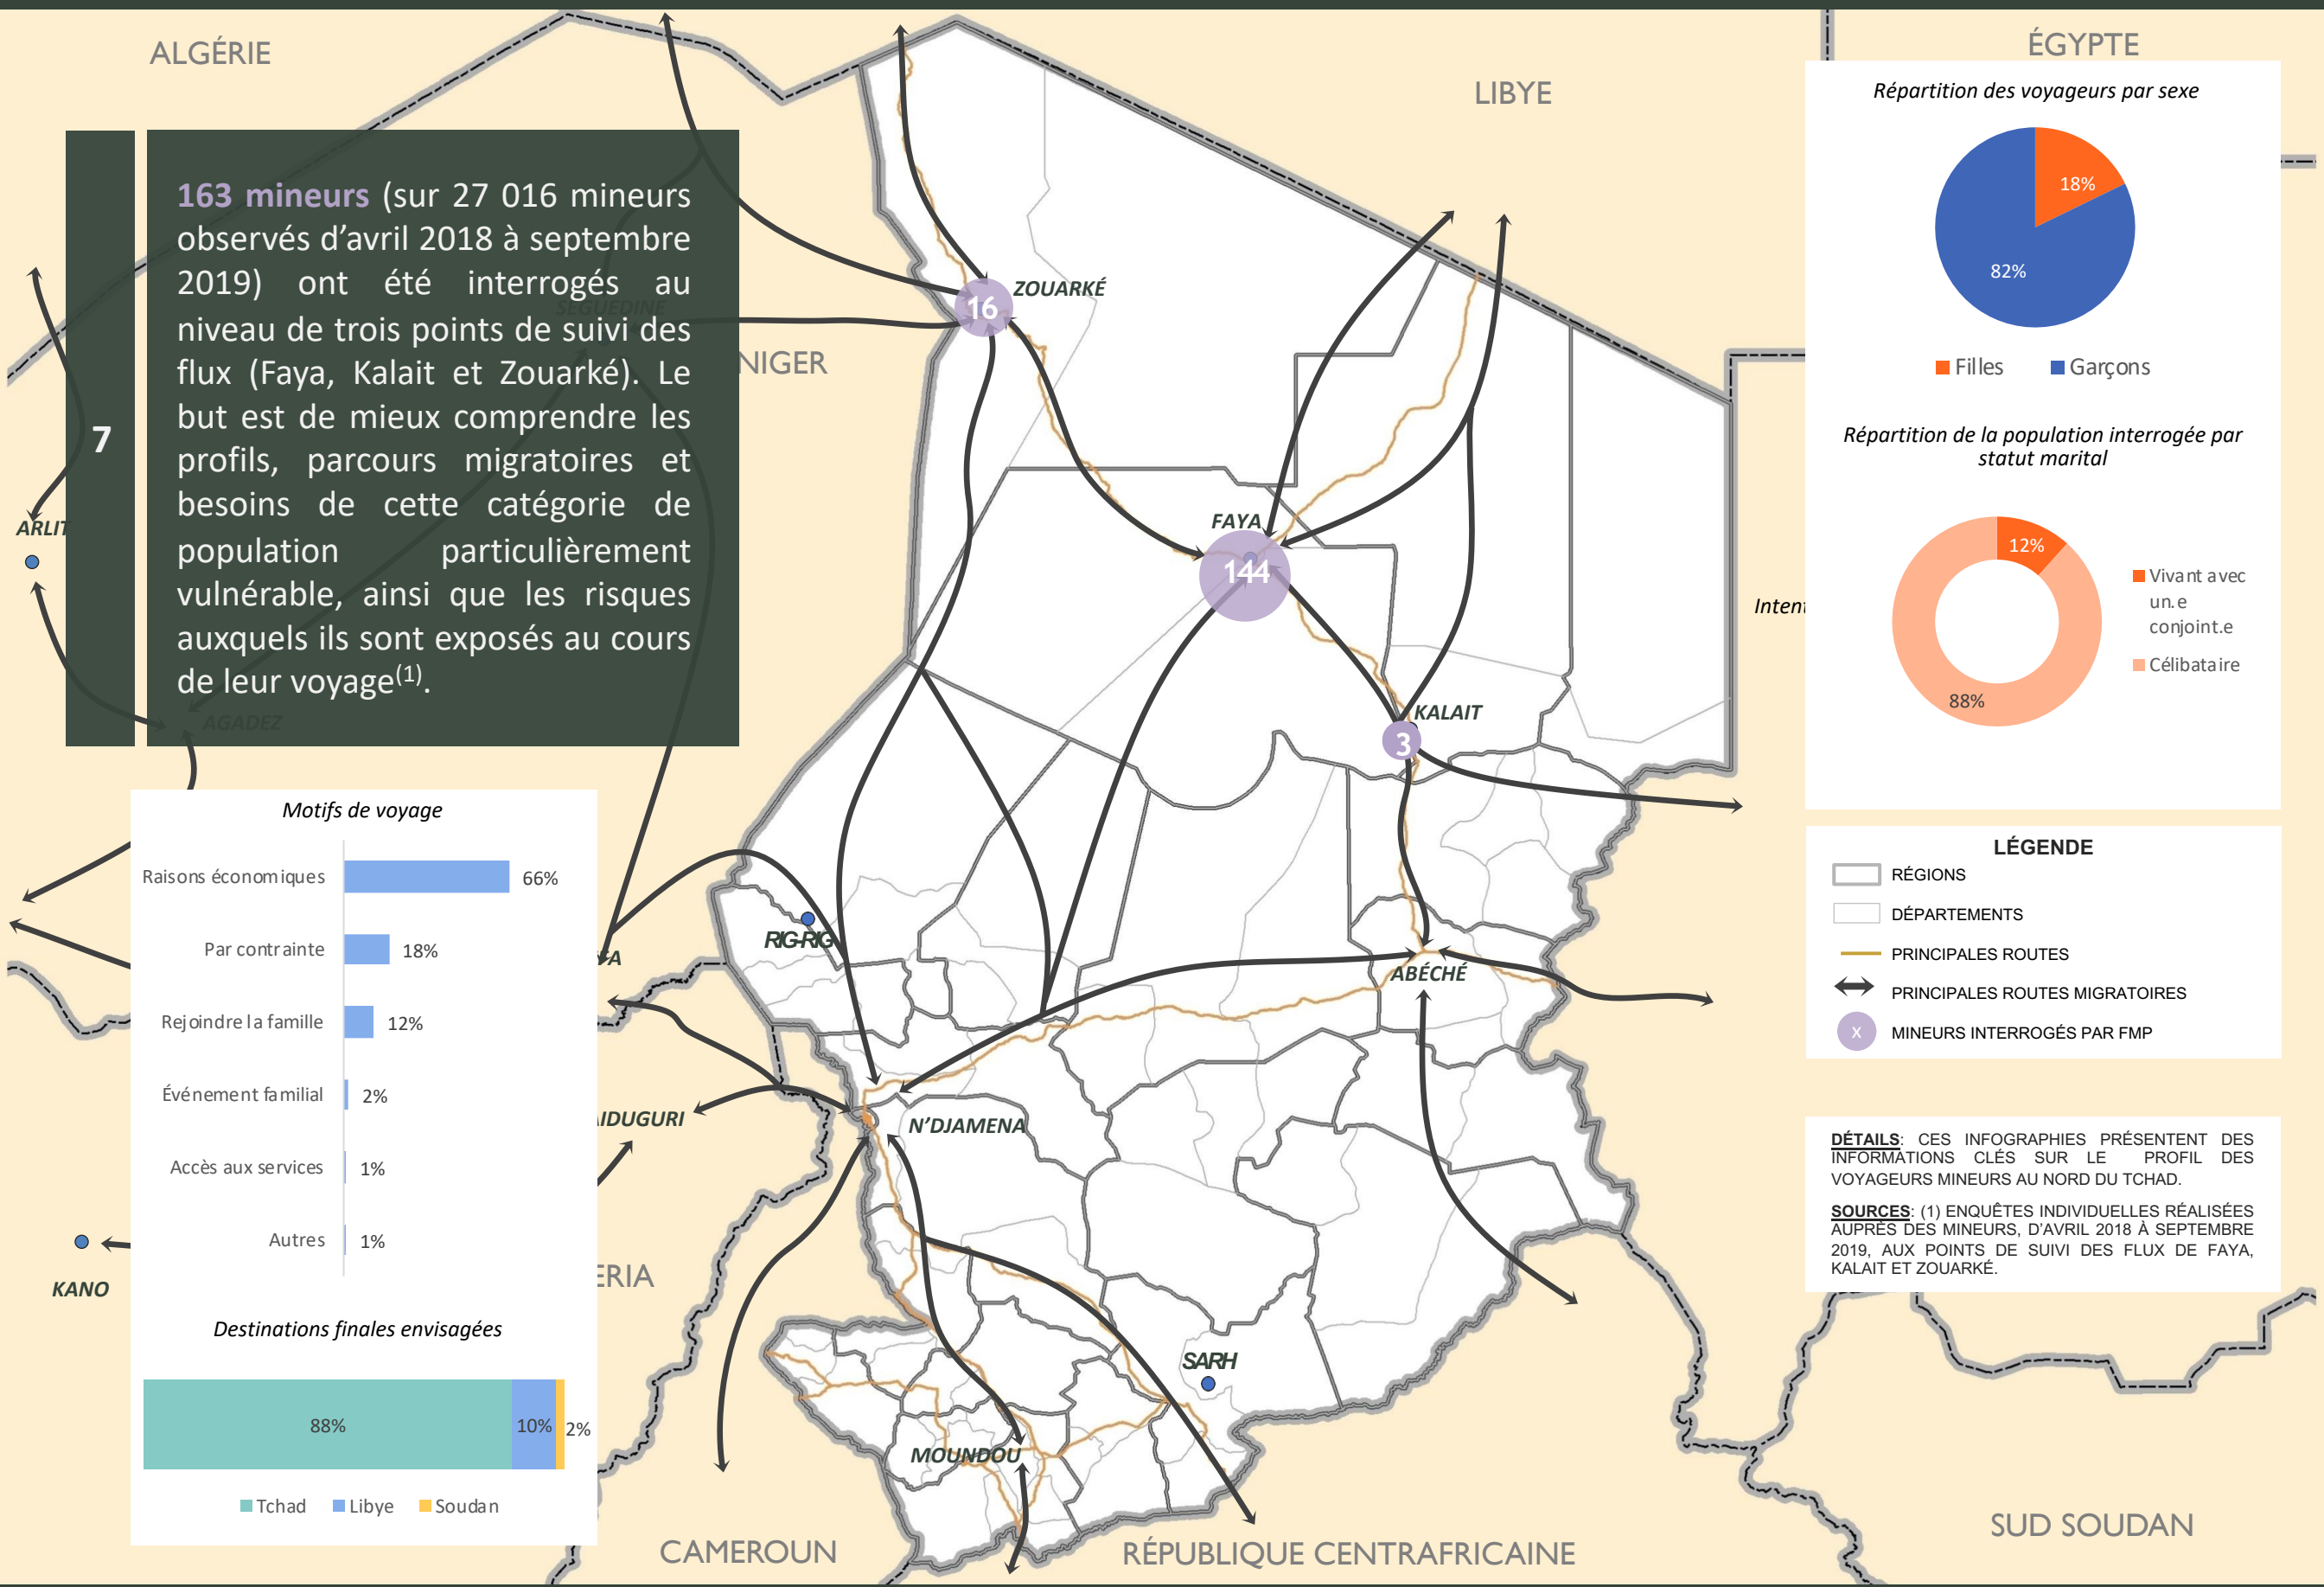 ALGÉRIE
LIBYE
ÉGYPTE
NIGER
7
163 mineurs (sur 27 016 mineurs
observés d'avril 2018 à septembre
2019) ont été interrogés au
niveau de trois points de suivi des
flux (Faya, Kalait et Zouarké). Le
but est de mieux comprendre les
profils, parcours migratoires et
besoins de cette catégorie de
population particulièrement
vulnérable, ainsi que les risques
auxquels ils sont exposés au cours
de leur voyage(1).
SEGUEDINE
ARLIT
AGADEZ
16
ZOUARKÉ
FAYA
144
KALAIT
3
RIG-RIG
ABÉCHÉ
N'DJAMENA
IDUGURI
KANO
ERIA
SARH
MOUNDOU
CAMEROUN
RÉPUBLIQUE CENTRAFRICAINE
SUD SOUDAN
Motifs de voyage
Raisons économiques 66%
Par contrainte 18%
Rejoindre la famille 12%
Événement familial 2%
Accès aux services 1%
Autres 1%
Destinations finales envisagées
88% 10% 2%
Tchad Libye Soudan
Répartition des voyageurs par sexe
18%
82%
Filles Garçons
Répartition de la population interrogée par
statut marital
12%
88%
Vivant avec
un.e
conjoint.e
Célibataire
Intent
LÉGENDE
RÉGIONS
DÉPARTEMENTS
PRINCIPALES ROUTES
PRINCIPALES ROUTES MIGRATOIRES
X MINEURS INTERROGÉS PAR FMP
DÉTAILS: CES INFOGRAPHIES PRÉSENTENT DES
INFORMATIONS CLÉS SUR LE PROFIL DES
VOYAGEURS MINEURS AU NORD DU TCHAD.
SOURCES: (1) ENQUÊTES INDIVIDUELLES RÉALISÉES
AUPRÈS DES MINEURS, D'AVRIL 2018 À SEPTEMBRE
2019, AUX POINTS DE SUIVI DES FLUX DE FAYA,
KALAIT ET ZOUARKÉ.